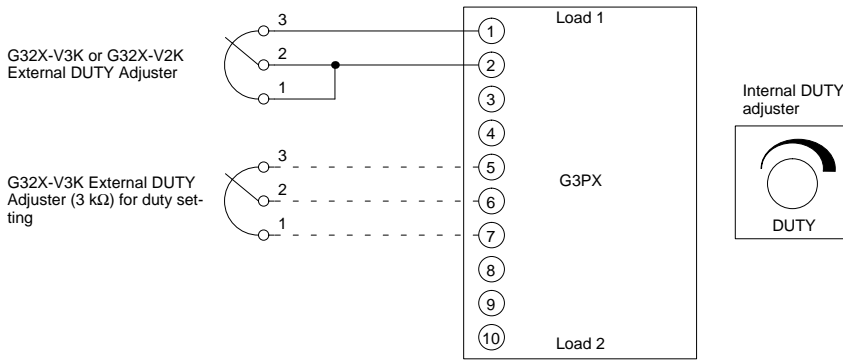 3
Load 1
1
G32X-V3K or G32X-V2K
External DUTY Adjuster
2
2
1
3
Internal DUTY
adjuster
4
3
5
G32X-V3K External DUTY
Adjuster (3 kΩ) for duty set-
ting
2
6
G3PX
1
7
DUTY
8
9
10
Load 2